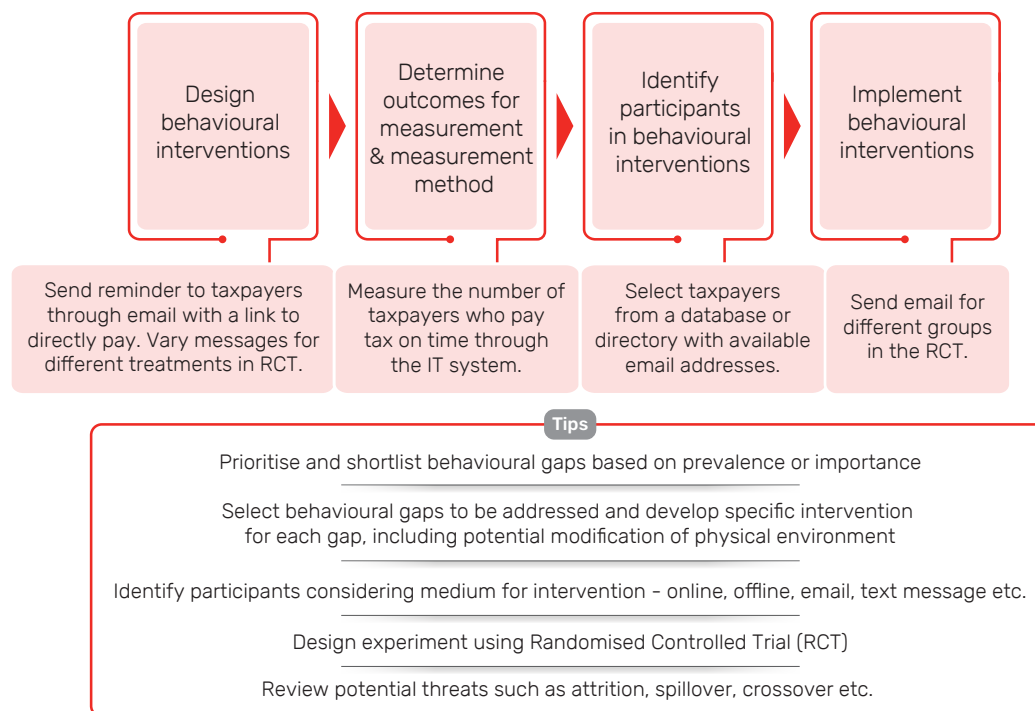 Design
behavioural
interventions
Determine
outcomes for
measurement
& measurement
method
Identify
participants
in behavioural
interventions
Implement
behavioural
interventions
Send reminder to taxpayers
through email with a link to
directly pay. Vary messages for
different treatments in RCT.
Measure the number of
taxpayers who pay
tax on time through
the IT system.
Select taxpayers
from a database or
directory with available
email addresses.
Send email for
different groups
in the RCT.
Tips
Prioritise and shortlist behavioural gaps based on prevalence or importance
Select behavioural gaps to be addressed and develop specific intervention
for each gap, including potential modification of physical environment
Identify participants considering medium for intervention - online, offline, email, text message etc.
Design experiment using Randomised Controlled Trial (RCT)
Review potential threats such as attrition, spillover, crossover etc.